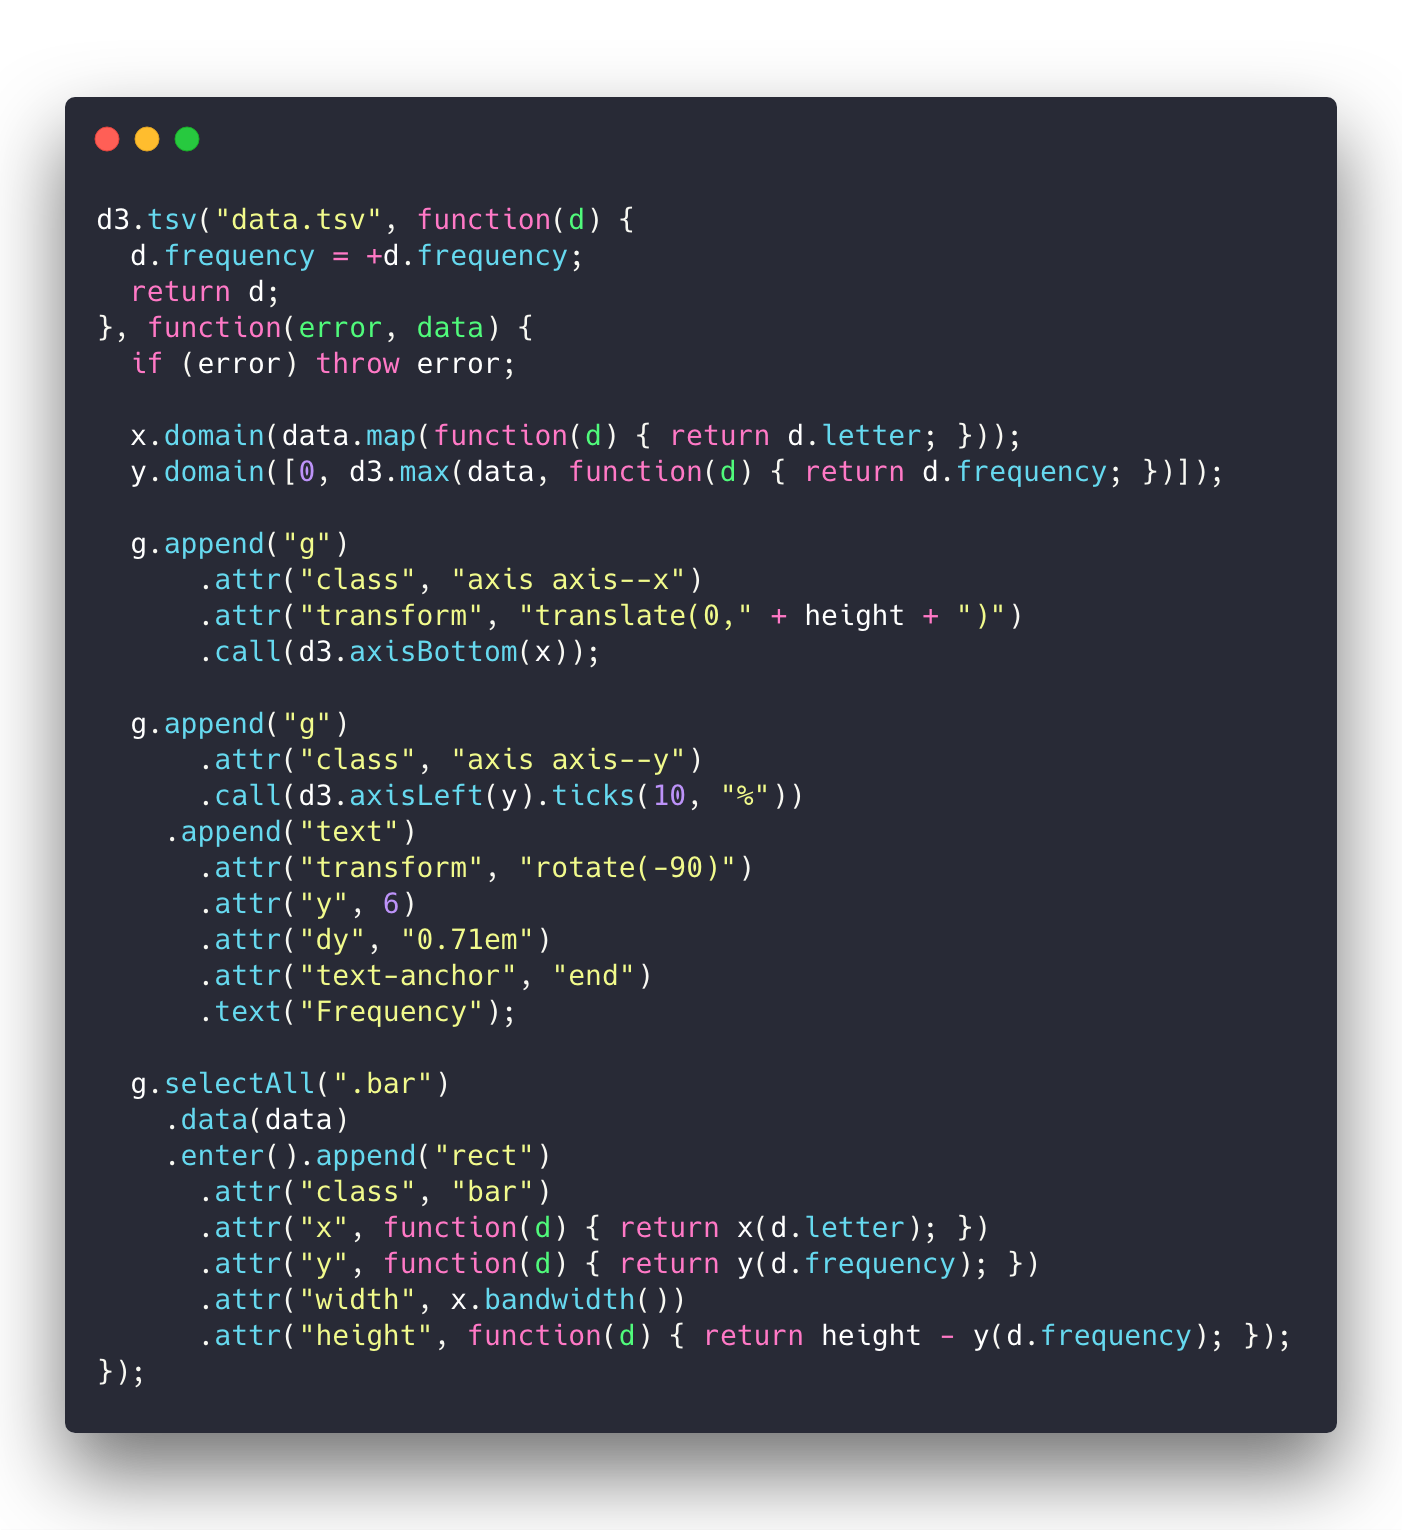 d3.tsv("data.tsv", function(d) {
  d.frequency = +d.frequency;
  return d;
}, function(error, data) {
  if (error) throw error;

  x.domain(data.map(function(d) { return d.letter; }));
  y.domain([0, d3.max(data, function(d) { return d.frequency; })]);

  g.append("g")
      .attr("class", "axis axis--x")
      .attr("transform", "translate(0," + height + ")")
      .call(d3.axisBottom(x));

  g.append("g")
      .attr("class", "axis axis--y")
      .call(d3.axisLeft(y).ticks(10, "%"))
    .append("text")
      .attr("transform", "rotate(-90)")
      .attr("y", 6)
      .attr("dy", "0.71em")
      .attr("text-anchor", "end")
      .text("Frequency");

  g.selectAll(".bar")
    .data(data)
    .enter().append("rect")
      .attr("class", "bar")
      .attr("x", function(d) { return x(d.letter); })
      .attr("y", function(d) { return y(d.frequency); })
      .attr("width", x.bandwidth())
      .attr("height", function(d) { return height - y(d.frequency); });
});